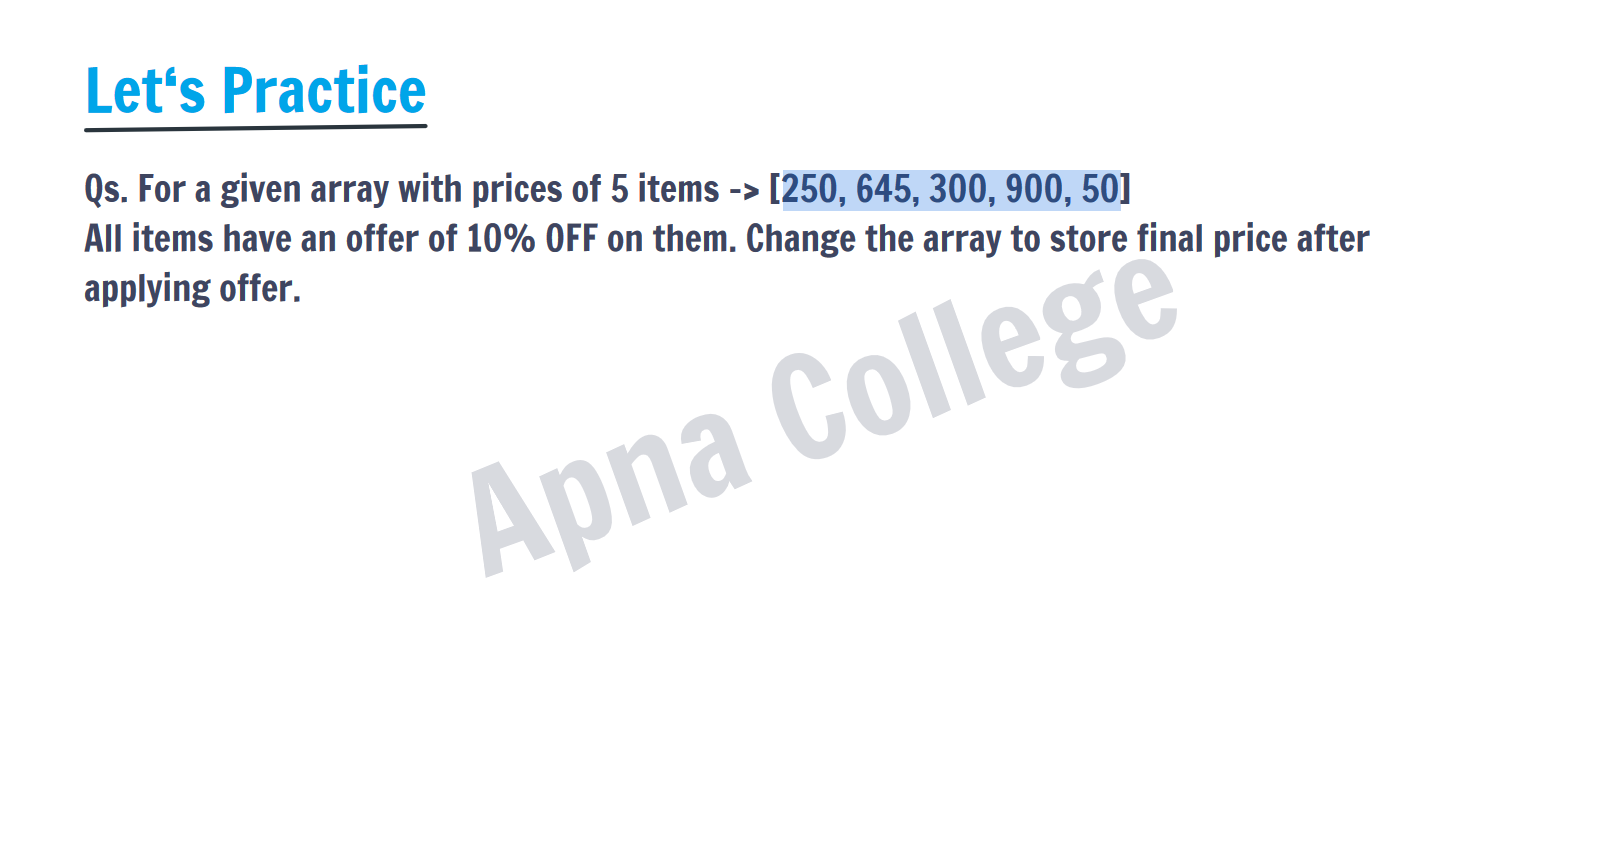 Let‘s Practice
Qs. For a given array with prices of 5 items -> [250, 645, 300, 900, 50]
All items have an offer of 10% OFF on them. Change the array to store final price after
applying offer.
Apna College